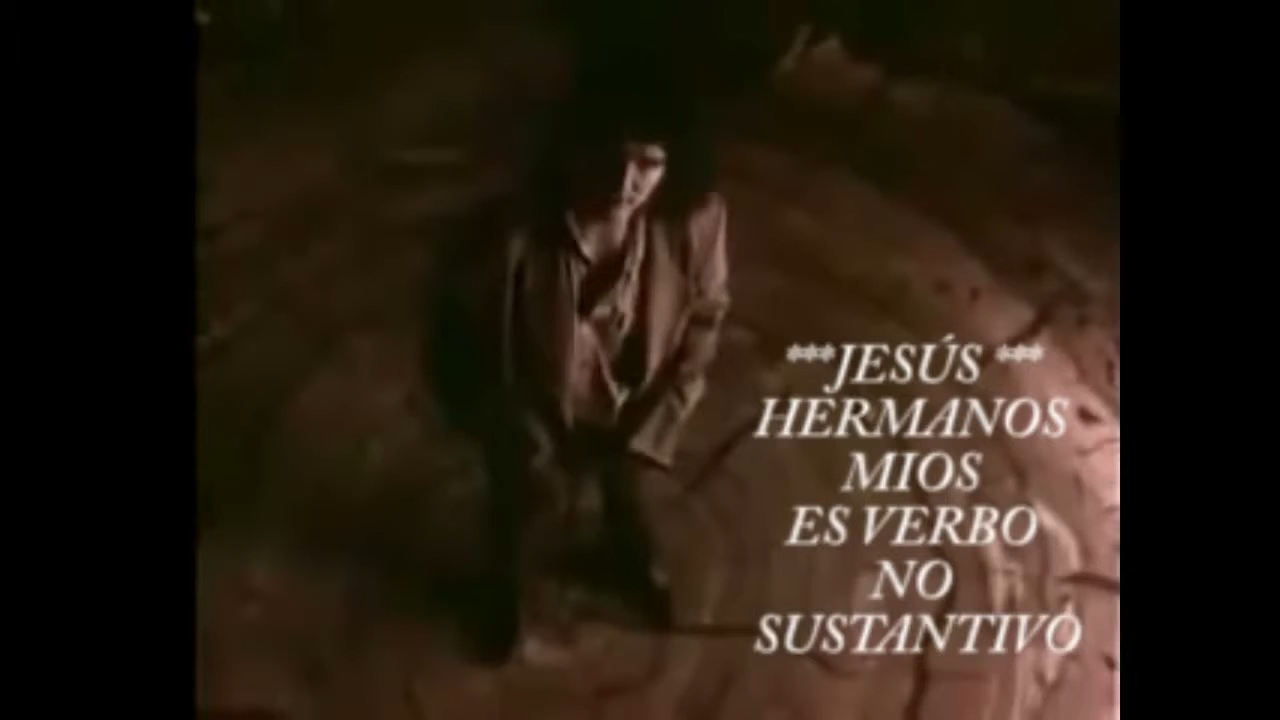 ***JESÚS ***
HERMANOS
MIOS
ES VERBO
NO
SUSTANTIVO